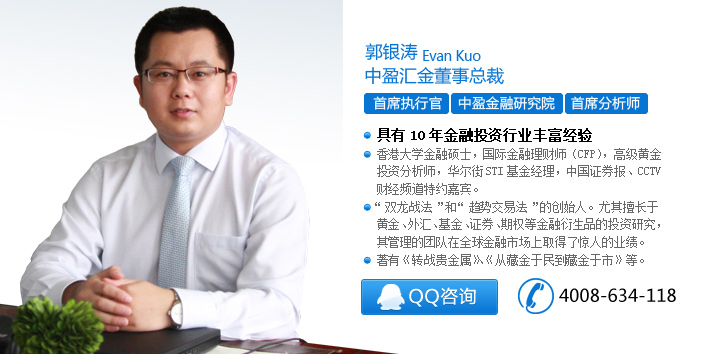 郭银涛 Evan Kuo
中盈汇金董事总裁
首席执行官 中盈金融研究院 首席分析师
具有 10 年金融投资行业丰富经验
香港大学金融硕士，国际金融理财师（CFP），高级黄金
投资分析师，华尔街 STI 基金经理，中国证券报、CCTV
财经频道特约嘉宾。
“ 双龙战法 ”和“ 趋势交易法 ”的创始人。尤其擅长于
黄金、外汇、基金、证券、期权等金融衍生品的投资研究，
其管理的团队在全球金融市场上取得了惊人的业绩。
著有《转战贵金属》、《从藏金于民到藏金于市》等。
QQ咨询 4008-634-118